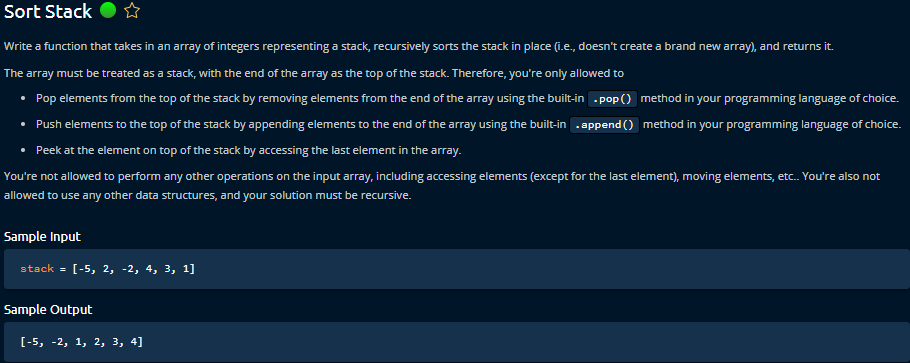 Sort Stack
Write a function that takes in an array of integers representing a stack, recursively sorts the stack in place (i.e., doesn't create a brand new array), and returns it.
The array must be treated as a stack, with the end of the array as the top of the stack. Therefore, you're only allowed to
• Pop elements from the top of the stack by removing elements from the end of the array using the built-in .pop() method in your programming language of choice.
• Push elements to the top of the stack by appending elements to the end of the array using the built-in .append() method in your programming language of choice.
• Peek at the element on top of the stack by accessing the last element in the array.
You're not allowed to perform any other operations on the input array, including accessing elements (except for the last element), moving elements, etc.. You're also not
allowed to use any other data structures, and your solution must be recursive.
Sample Input
stack = [-5, 2, -2, 4, 3, 1]
Sample Output
[-5, -2, 1, 2, 3, 4]